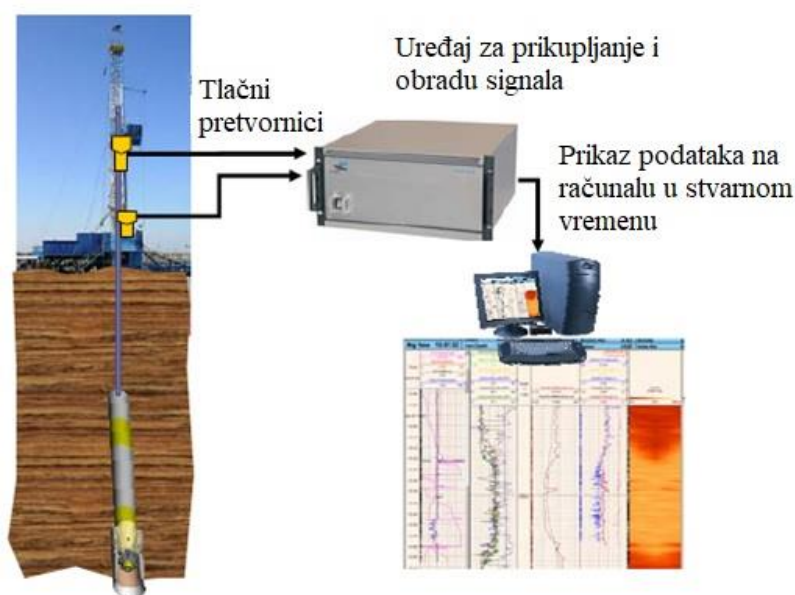 Uređaj za prikupljanje i
obradu signala
Tlačni
pretvornici
Prikaz podataka na
računalu u stvarnom
vremenu